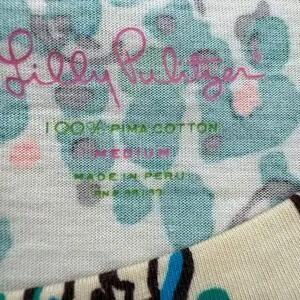 Lilly Pulitzer
100% PIMA COTTON
MEDIUM
MADE IN PERU